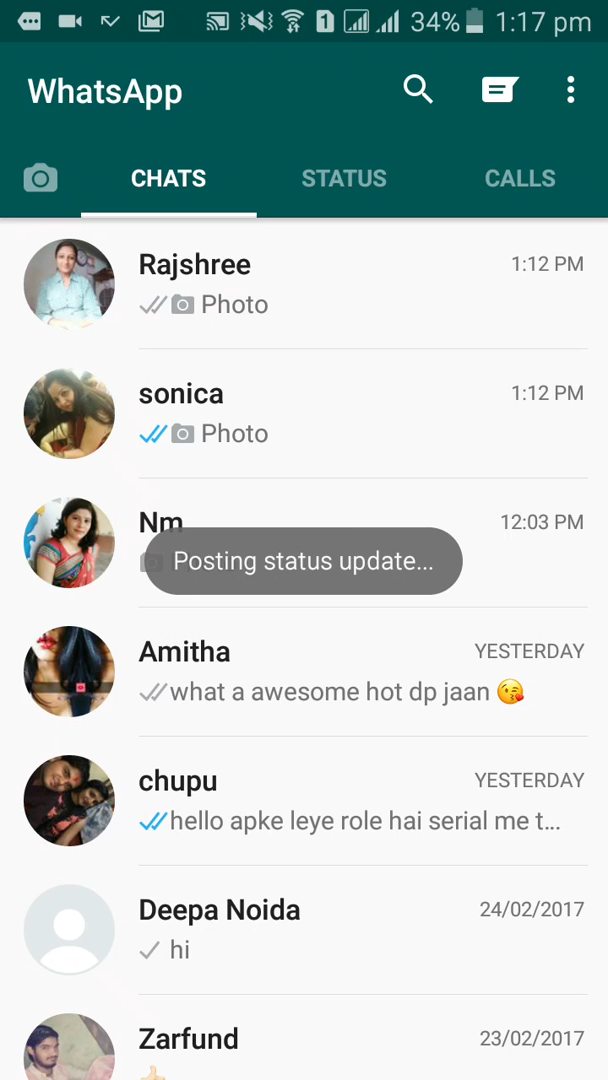 34% 1:17 pm
WhatsApp
CHATS STATUS CALLS
Rajshree 1:12 PM
Photo
sonica 1:12 PM
Photo
Nm 12:03 PM
Posting status update...
Amitha YESTERDAY
what a awesome hot dp jaan 😘
chupu YESTERDAY
hello apke leye role hai serial me t...
Deepa Noida 24/02/2017
hi
Zarfund 23/02/2017